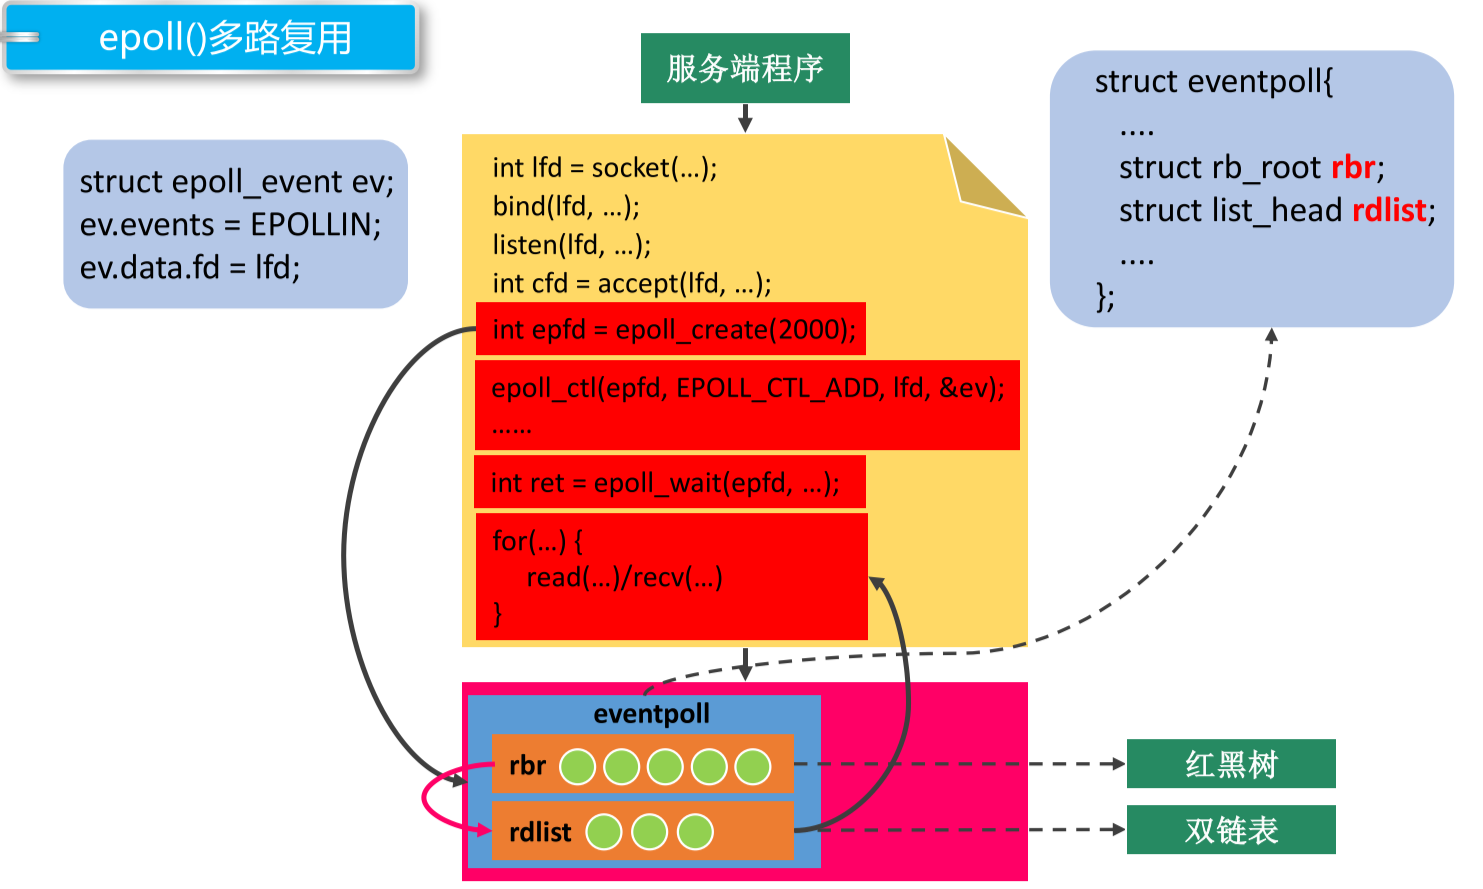 epoll()多路复用
服务端程序
struct epoll_event ev;
ev.events = EPOLLIN;
ev.data.fd = lfd;
int lfd = socket(…);
bind(lfd, …);
listen(lfd, …);
int cfd = accept(lfd, …);
int epfd = epoll_create(2000);
epoll_ctl(epfd, EPOLL_CTL_ADD, lfd, &ev);
……
int ret = epoll_wait(epfd, …);
for(…) {
read(…)/recv(…)
}
struct eventpoll{
....
struct rb_root rbr;
struct list_head rdlist;
....
};
eventpoll
rbr
rdlist
红黑树
双链表